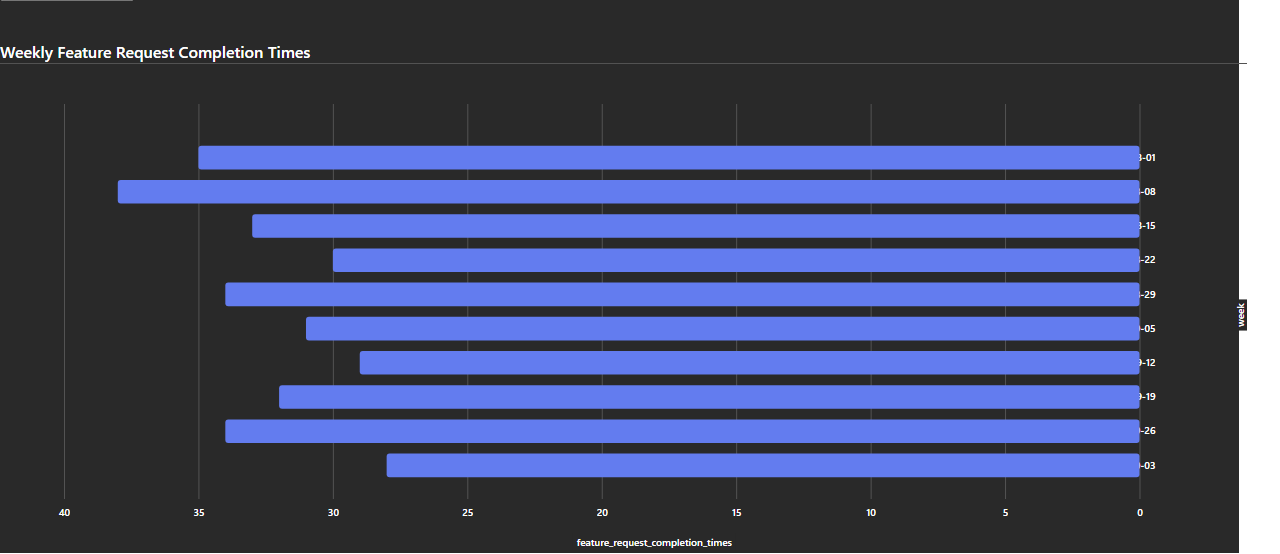 Weekly Feature Request Completion Times
-01
-08
-15
-22
-29
-05
-12
-19
-26
-03
week
40 35 30 25 20 15 10 5 0
feature_request_completion_times